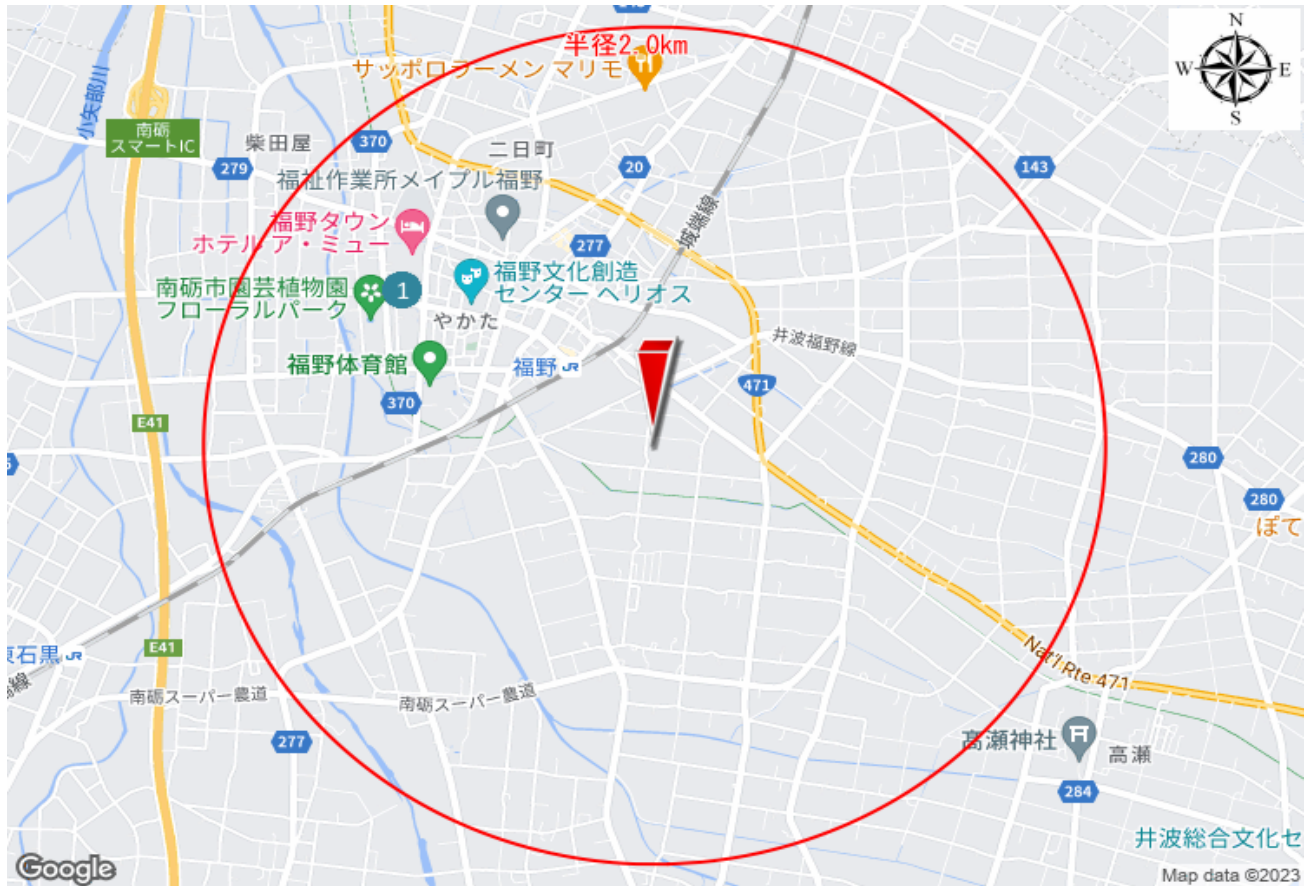 半径2.0km
サッポロラーメン マリモ
N
W
E
S
小矢部川
南砺
スマートIC
柴田屋
370
二日町
20
143
279
福祉作業所メイプル福野
福野タウン
ホテル ア・ミュー
277
城端線
南砺市園芸植物園
フローラルパーク
1
福野文化創造
センター ヘリオス
やかた
井波福野線
福野体育館
福野 JR
471
370
E41
280
280
ぽて
東石黒 JR
E41
南砺スーパー農道
南砺スーパー農道
Nat'l Rte 471
277
高瀬神社
高瀬
284
井波総合文化セ
Google
Map data ©2023